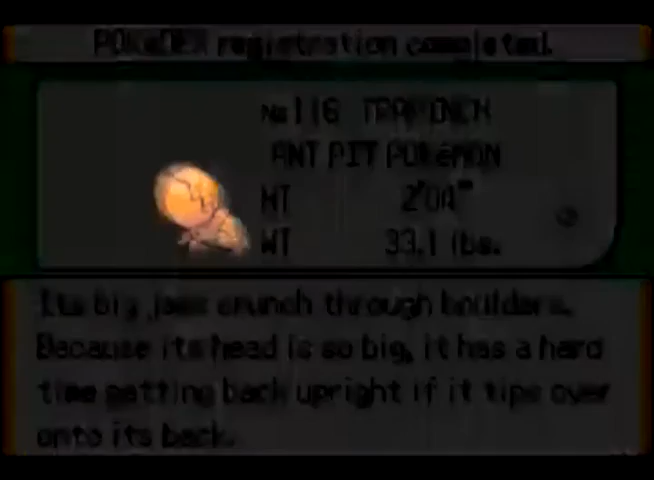 POKéDEX registration completed.
No116 TRAPINCH
ANT PIT POKéMON
HT 2'04"
WT 33.1 lbs.
Its big jaws crunch through boulders.
Because its head is so big, it has a hard
time getting back upright if it tips over
onto its back.